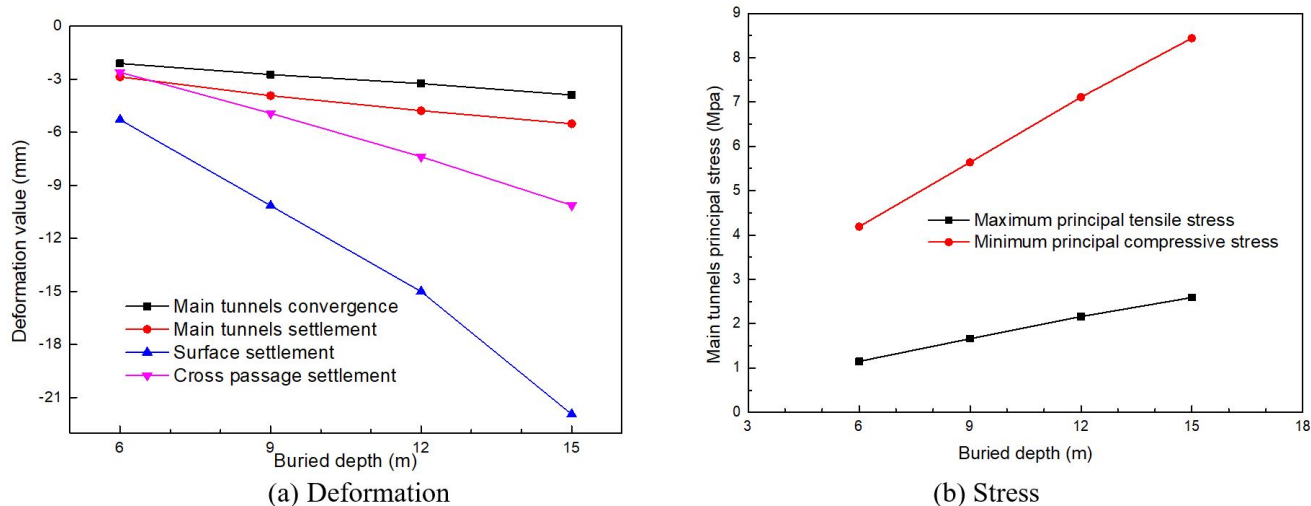 0
-3
-6
-9
-12
-15
-18
-21
Deformation value (mm)
Main tunnels convergence
Main tunnels settlement
Surface settlement
Cross passage settlement
6
9
12
15
Buried depth (m)
(a) Deformation
9
8
7
6
5
4
3
2
1
0
Main tunnels principal stress (Mpa)
Maximum principal tensile stress
Minimum principal compressive stress
3
6
9
12
15
18
Buried depth (m)
(b) Stress